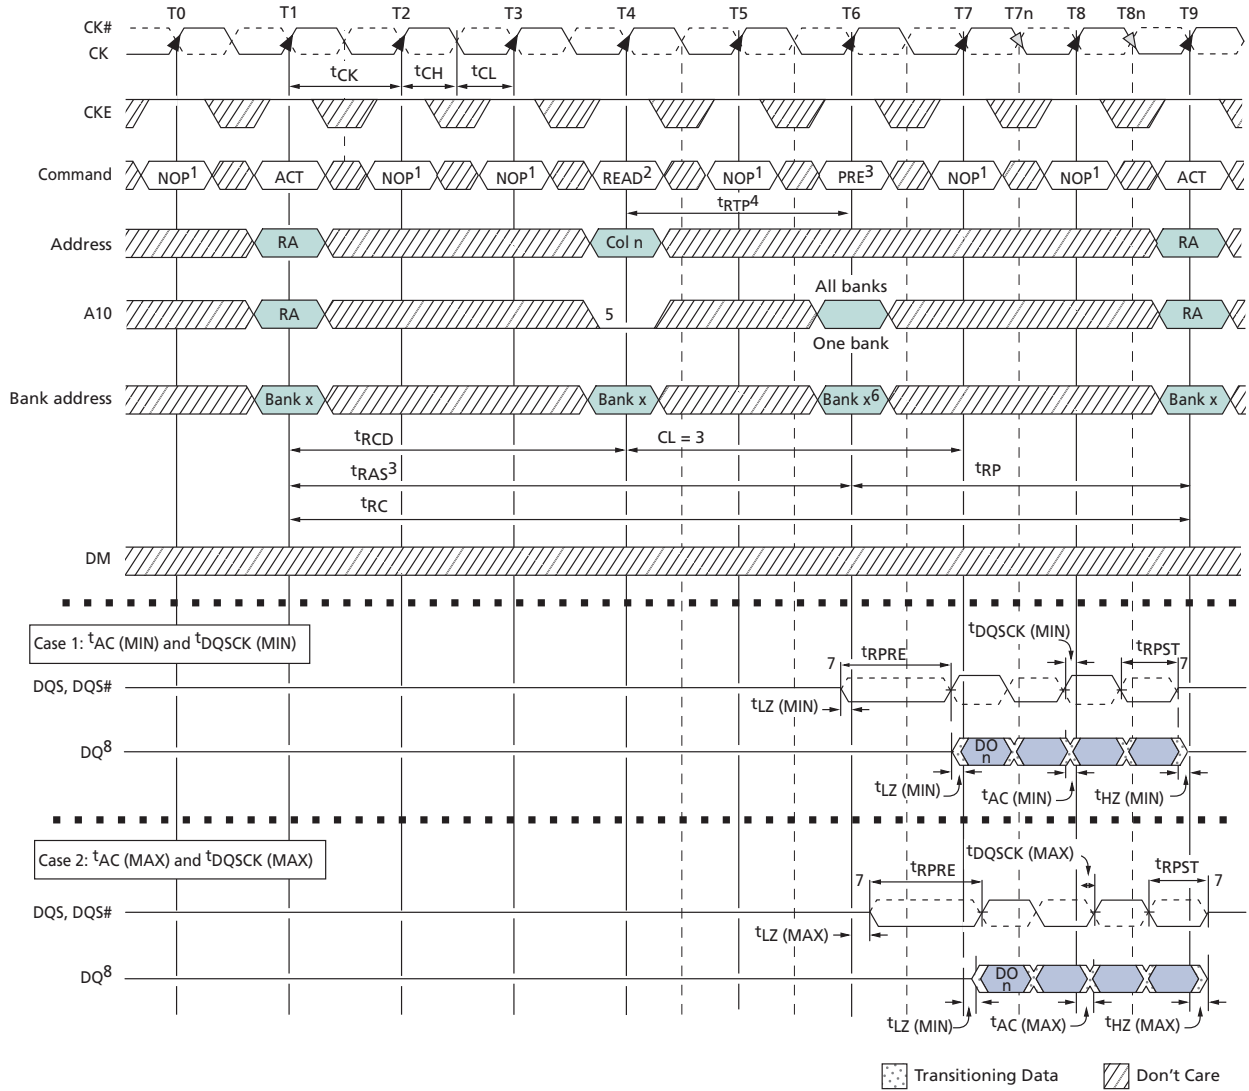 T0 T1 T2 T3 T4 T5 T6 T7 T7n T8 T8n T9
CK#
CK
tCK tCH tCL
CKE
Command NOP1 ACT NOP1 NOP1 READ2 NOP1 PRE3 NOP1 NOP1 ACT
tRTP4
Address RA Col n RA
All banks
A10 RA 5 RA
One bank
Bank address Bank x Bank x Bank x6 Bank x
tRCD CL = 3
tRAS3 tRP
tRC
DM
Case 1: tAC (MIN) and tDQSCK (MIN)
tDQSCK (MIN)
7 tRPRE tRPST 7
DQS, DQS#
tLZ (MIN)
DQ8 DO
n
tLZ (MIN) tAC (MIN) tHZ (MIN)
Case 2: tAC (MAX) and tDQSCK (MAX)
tDQSCK (MAX)
7 tRPRE tRPST 7
DQS, DQS#
tLZ (MAX)
DQ8 DO
n
tLZ (MIN) tAC (MAX) tHZ (MAX)
Transitioning Data Don't Care